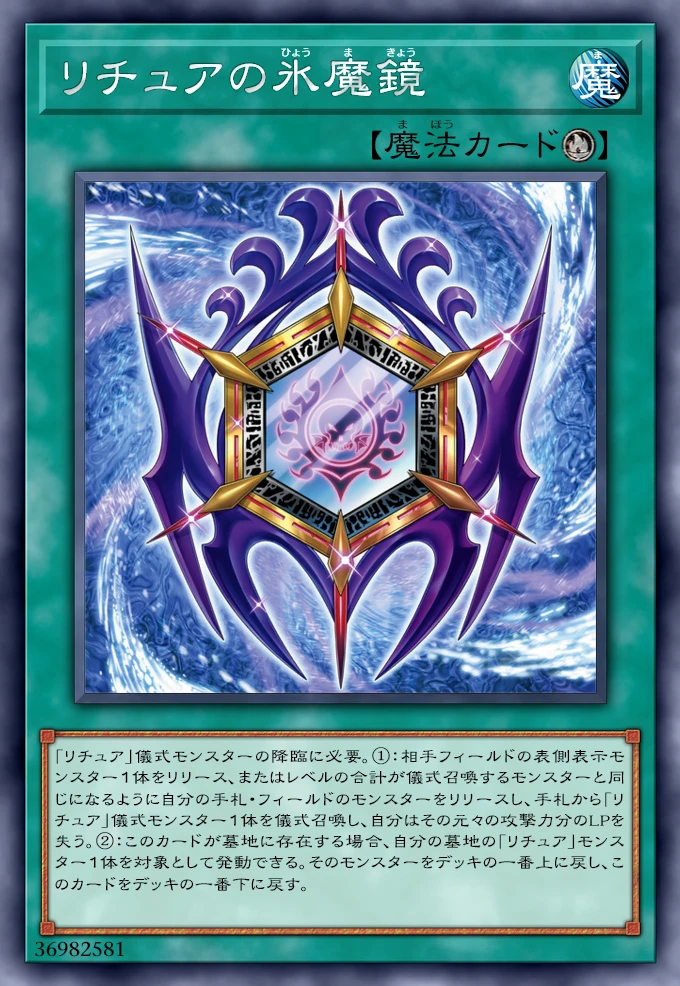 リチュアの氷魔鏡
ひょう ま きょう
魔
ま
【魔法カード】
ま ほう
「リチュア」儀式モンスターの降臨に必要。①:相手フィールドの表側表示モ
ンスター1体をリリース、またはレベルの合計が儀式召喚するモンスターと同
じになるように自分の手札・フィールドのモンスターをリリースし、手札から「リ
チュア」儀式モンスター1体を儀式召喚し、自分はその元々の攻撃力分のLPを
失う。②:このカードが墓地に存在する場合、自分の墓地の「リチュア」モンス
ター1体を対象として発動できる。そのモンスターをデッキの一番上に戻し、こ
のカードをデッキの一番下に戻す。
36982581